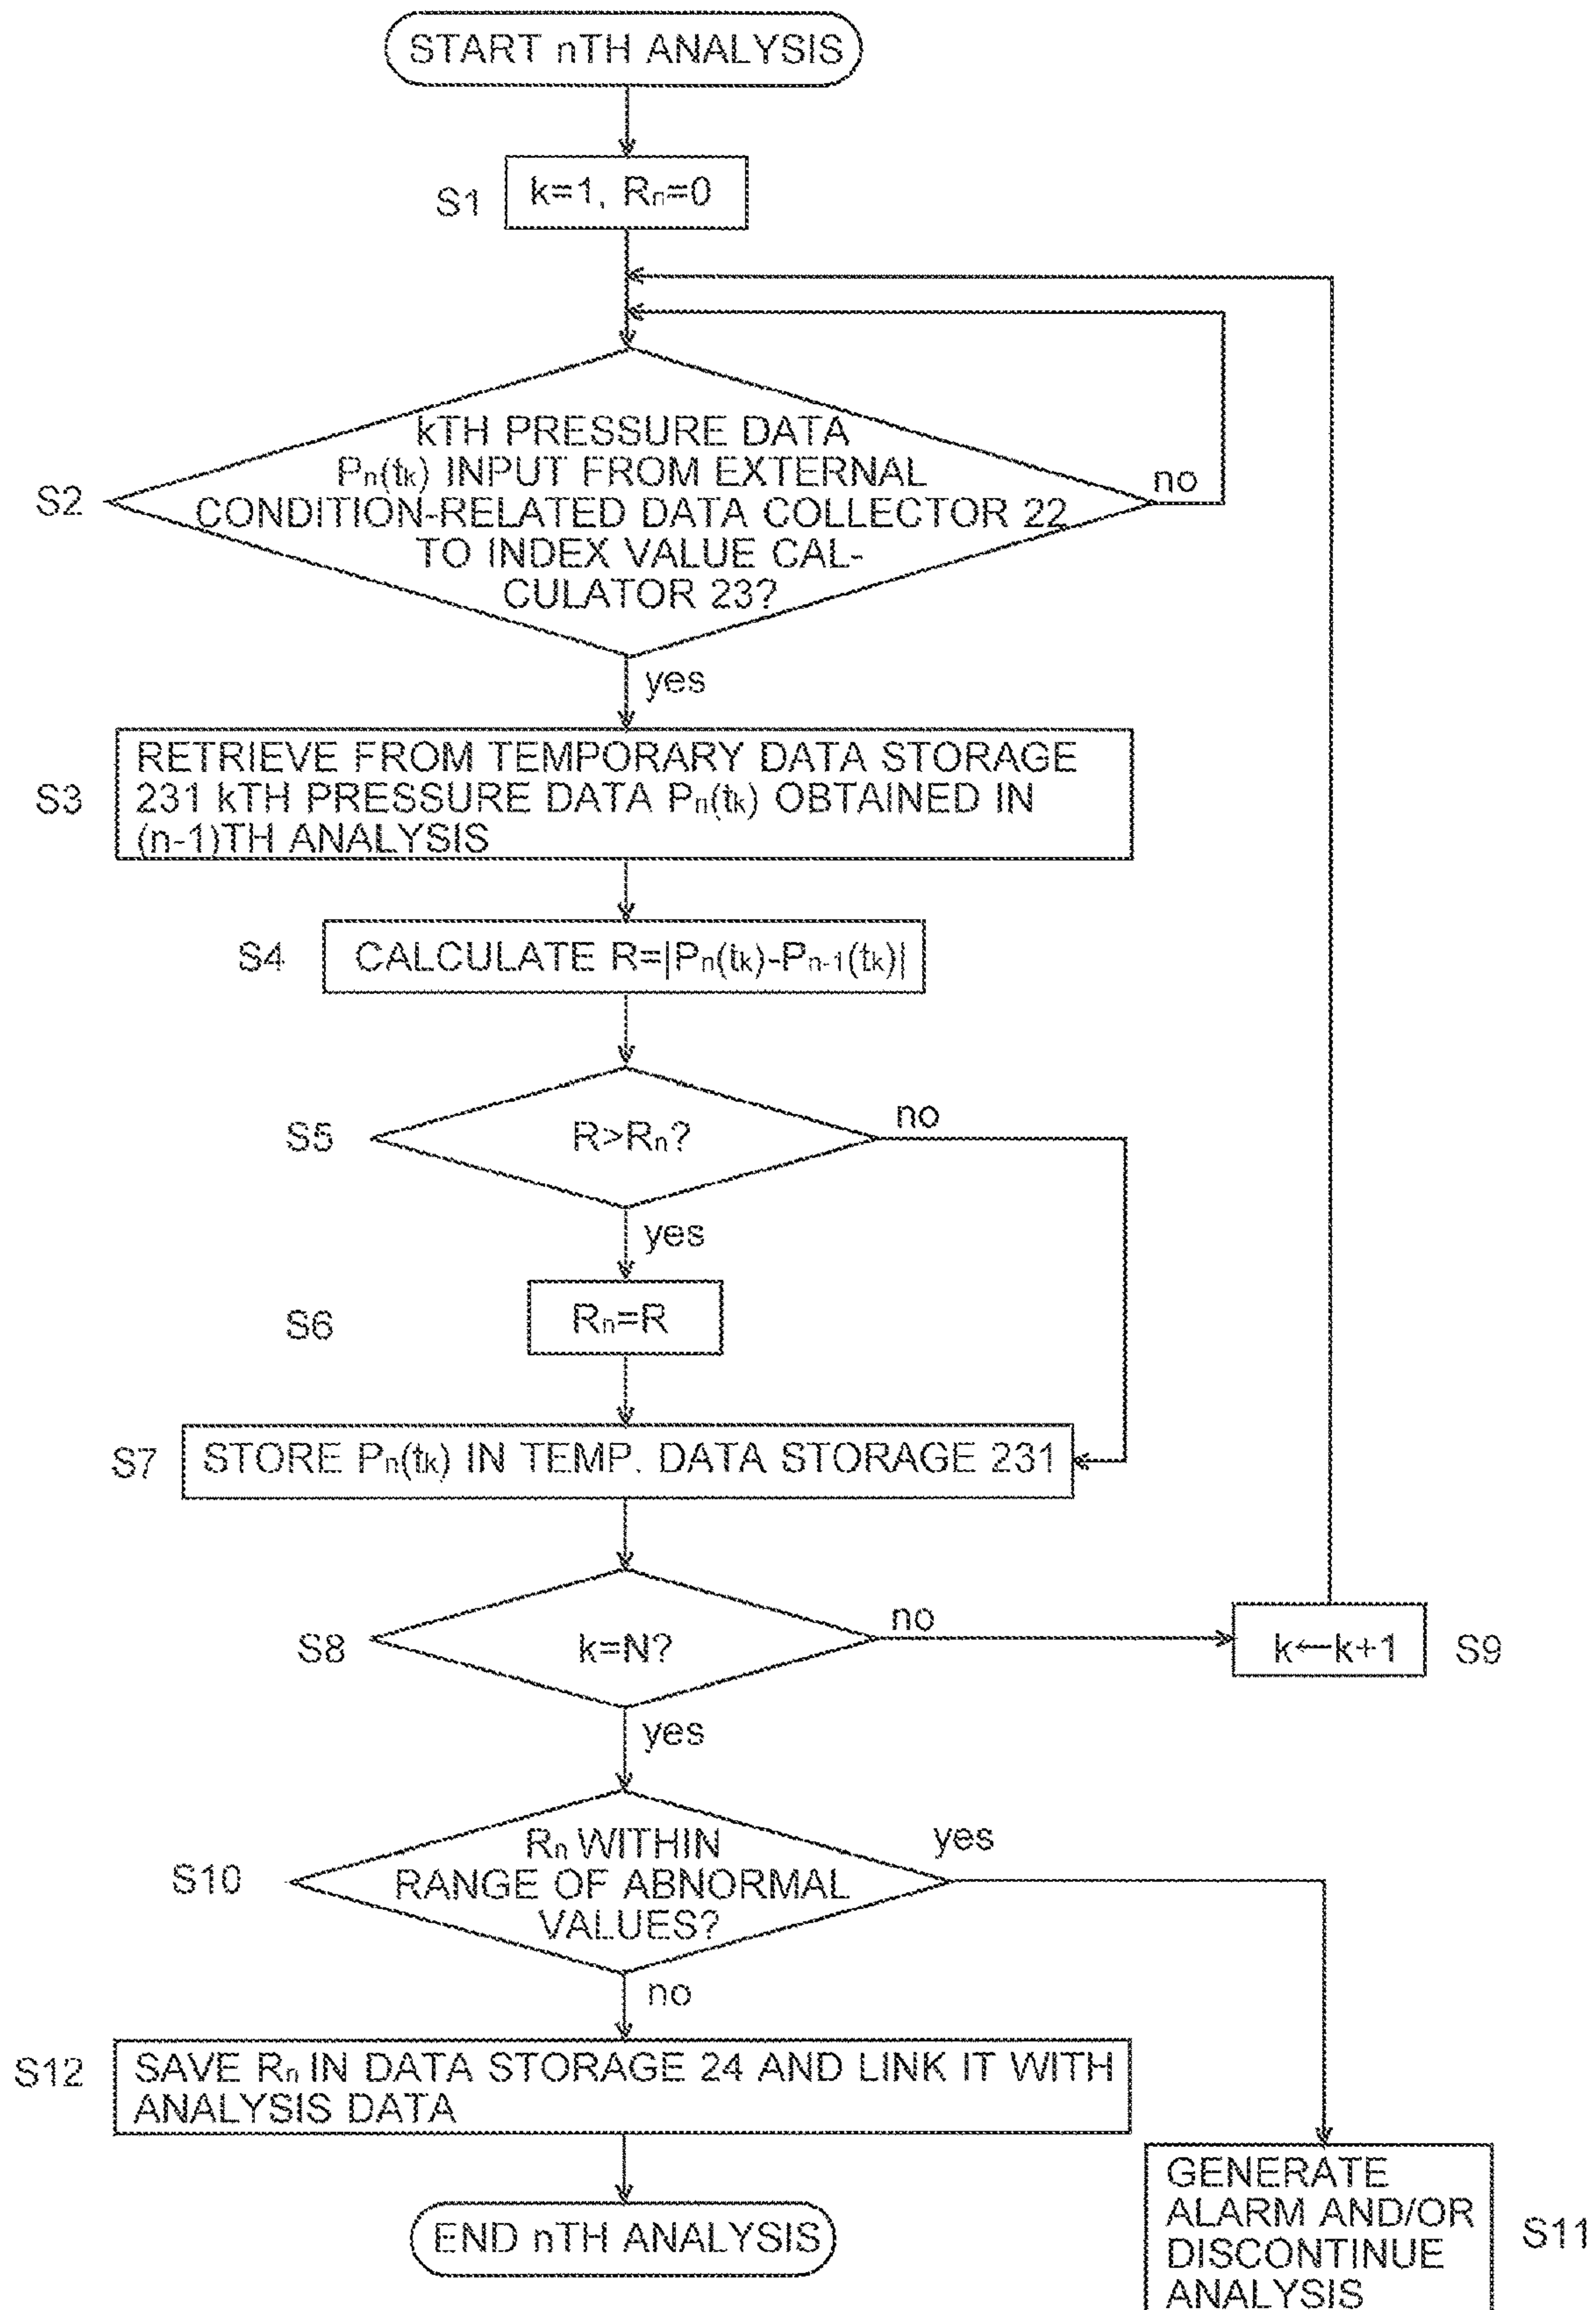 START nTH ANALYSIS
S1
k=1, Rn=0
S2
kTH PRESSURE DATA
Pn(tk) INPUT FROM EXTERNAL
CONDITION-RELATED DATA COLLECTOR 22
TO INDEX VALUE CAL-
CULATOR 23?
no
yes
S3
RETRIEVE FROM TEMPORARY DATA STORAGE
231 kTH PRESSURE DATA Pn(tk) OBTAINED IN
(n-1)TH ANALYSIS
S4
CALCULATE R=|Pn(tk)-Pn-1(tk)|
S5
R>Rn?
no
yes
S6
Rn=R
S7
STORE Pn(tk) IN TEMP. DATA STORAGE 231
S8
k=N?
no
k←k+1
S9
yes
S10
Rn WITHIN
RANGE OF ABNORMAL
VALUES?
yes
no
S12
SAVE Rn IN DATA STORAGE 24 AND LINK IT WITH
ANALYSIS DATA
END nTH ANALYSIS
GENERATE
ALARM AND/OR
DISCONTINUE
ANALYSIS
S11